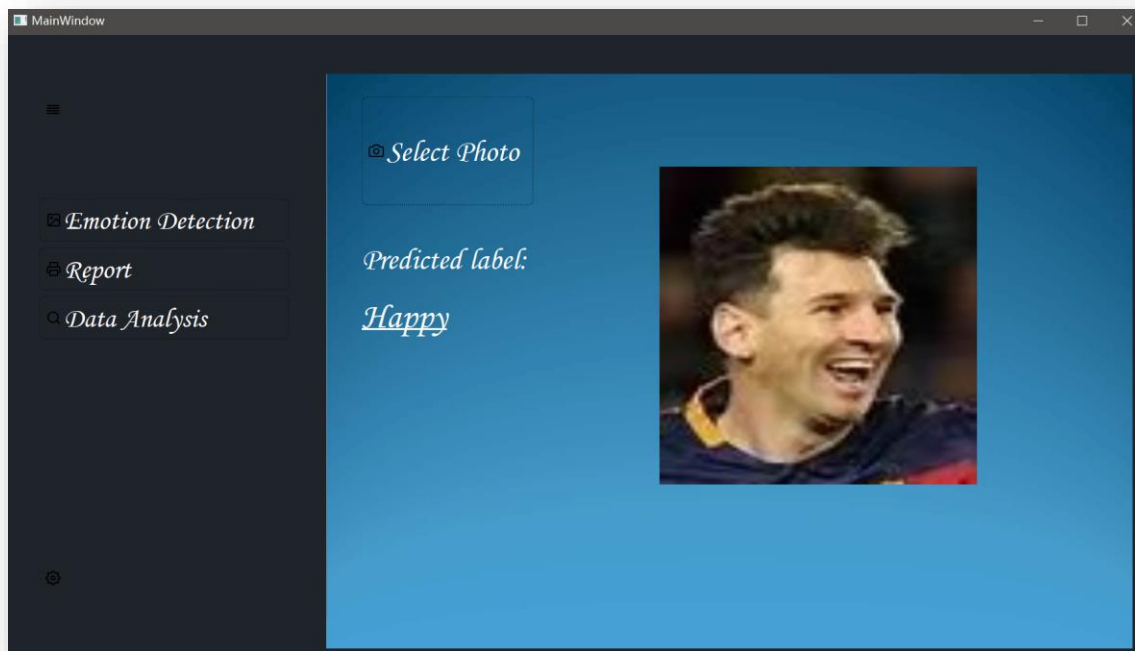 MainWindow
Select Photo
Emotion Detection
Predicted label:
Report
Data Analysis
Happy